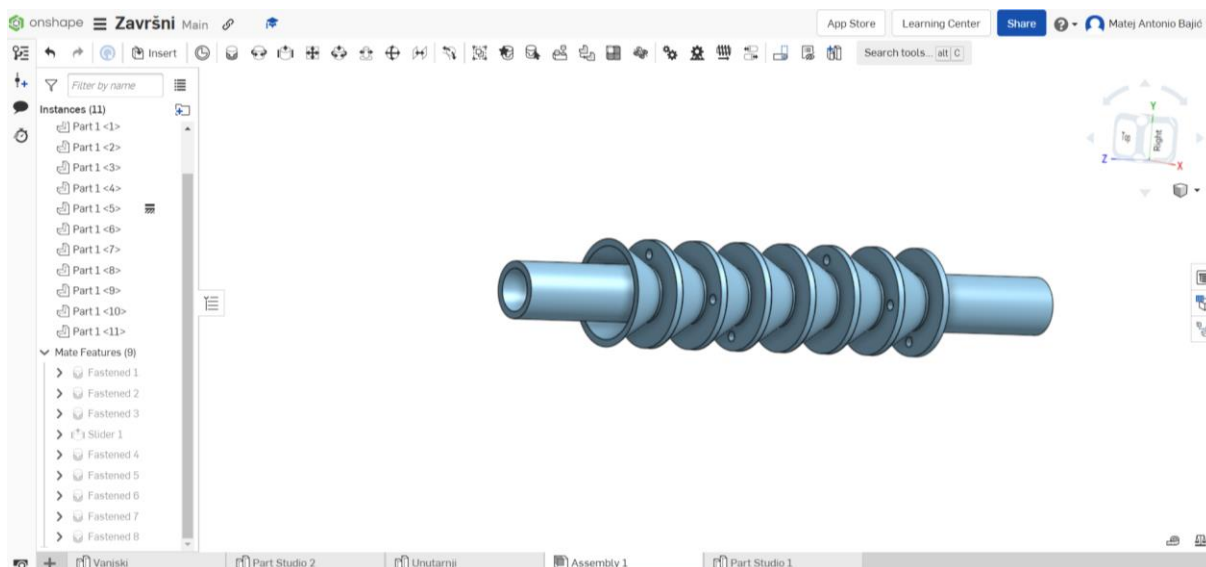 onshape Završni Main App Store Learning Center Share Matej Antonio Bajić
Insert Search tools... alt C
Filter by name
Instances (11)
Part 1 <1>
Part 1 <2>
Part 1 <3>
Part 1 <4>
Part 1 <5>
Part 1 <6>
Part 1 <7>
Part 1 <8>
Part 1 <9>
Part 1 <10>
Part 1 <11>
Mate Features (9)
Fastened 1
Fastened 2
Fastened 3
Slider 1
Fastened 4
Fastened 5
Fastened 6
Fastened 7
Fastened 8
Y
Right
Z
X
Vanjski Part Studio 2 Unutarnji Assembly 1 Part Studio 1